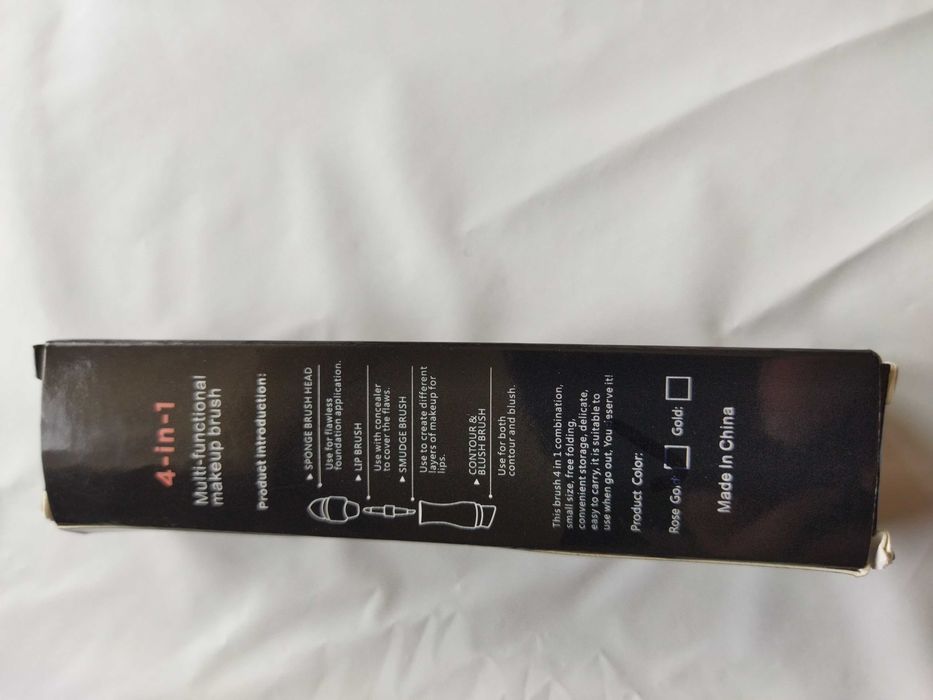 4-in-1
Multi-functional
makeup brush
Product introduction:
▶ SPONGE BRUSH HEAD
Use for flawless
foundation application.
▶ LIP BRUSH
Use with concealer
to cover the flaws.
▶ SMUDGE BRUSH
Use to create different
layers of makeup for
lips.
▶ CONTOUR &
BLUSH BRUSH
Use for both
contour and blush.
This brush 4 in 1 combination,
small size, free folding,
convenient storage, delicate,
easy to carry, it is suitable to
use when go out, You deserve it!
Product Color:
Rose Gold: Gold:
Made In China